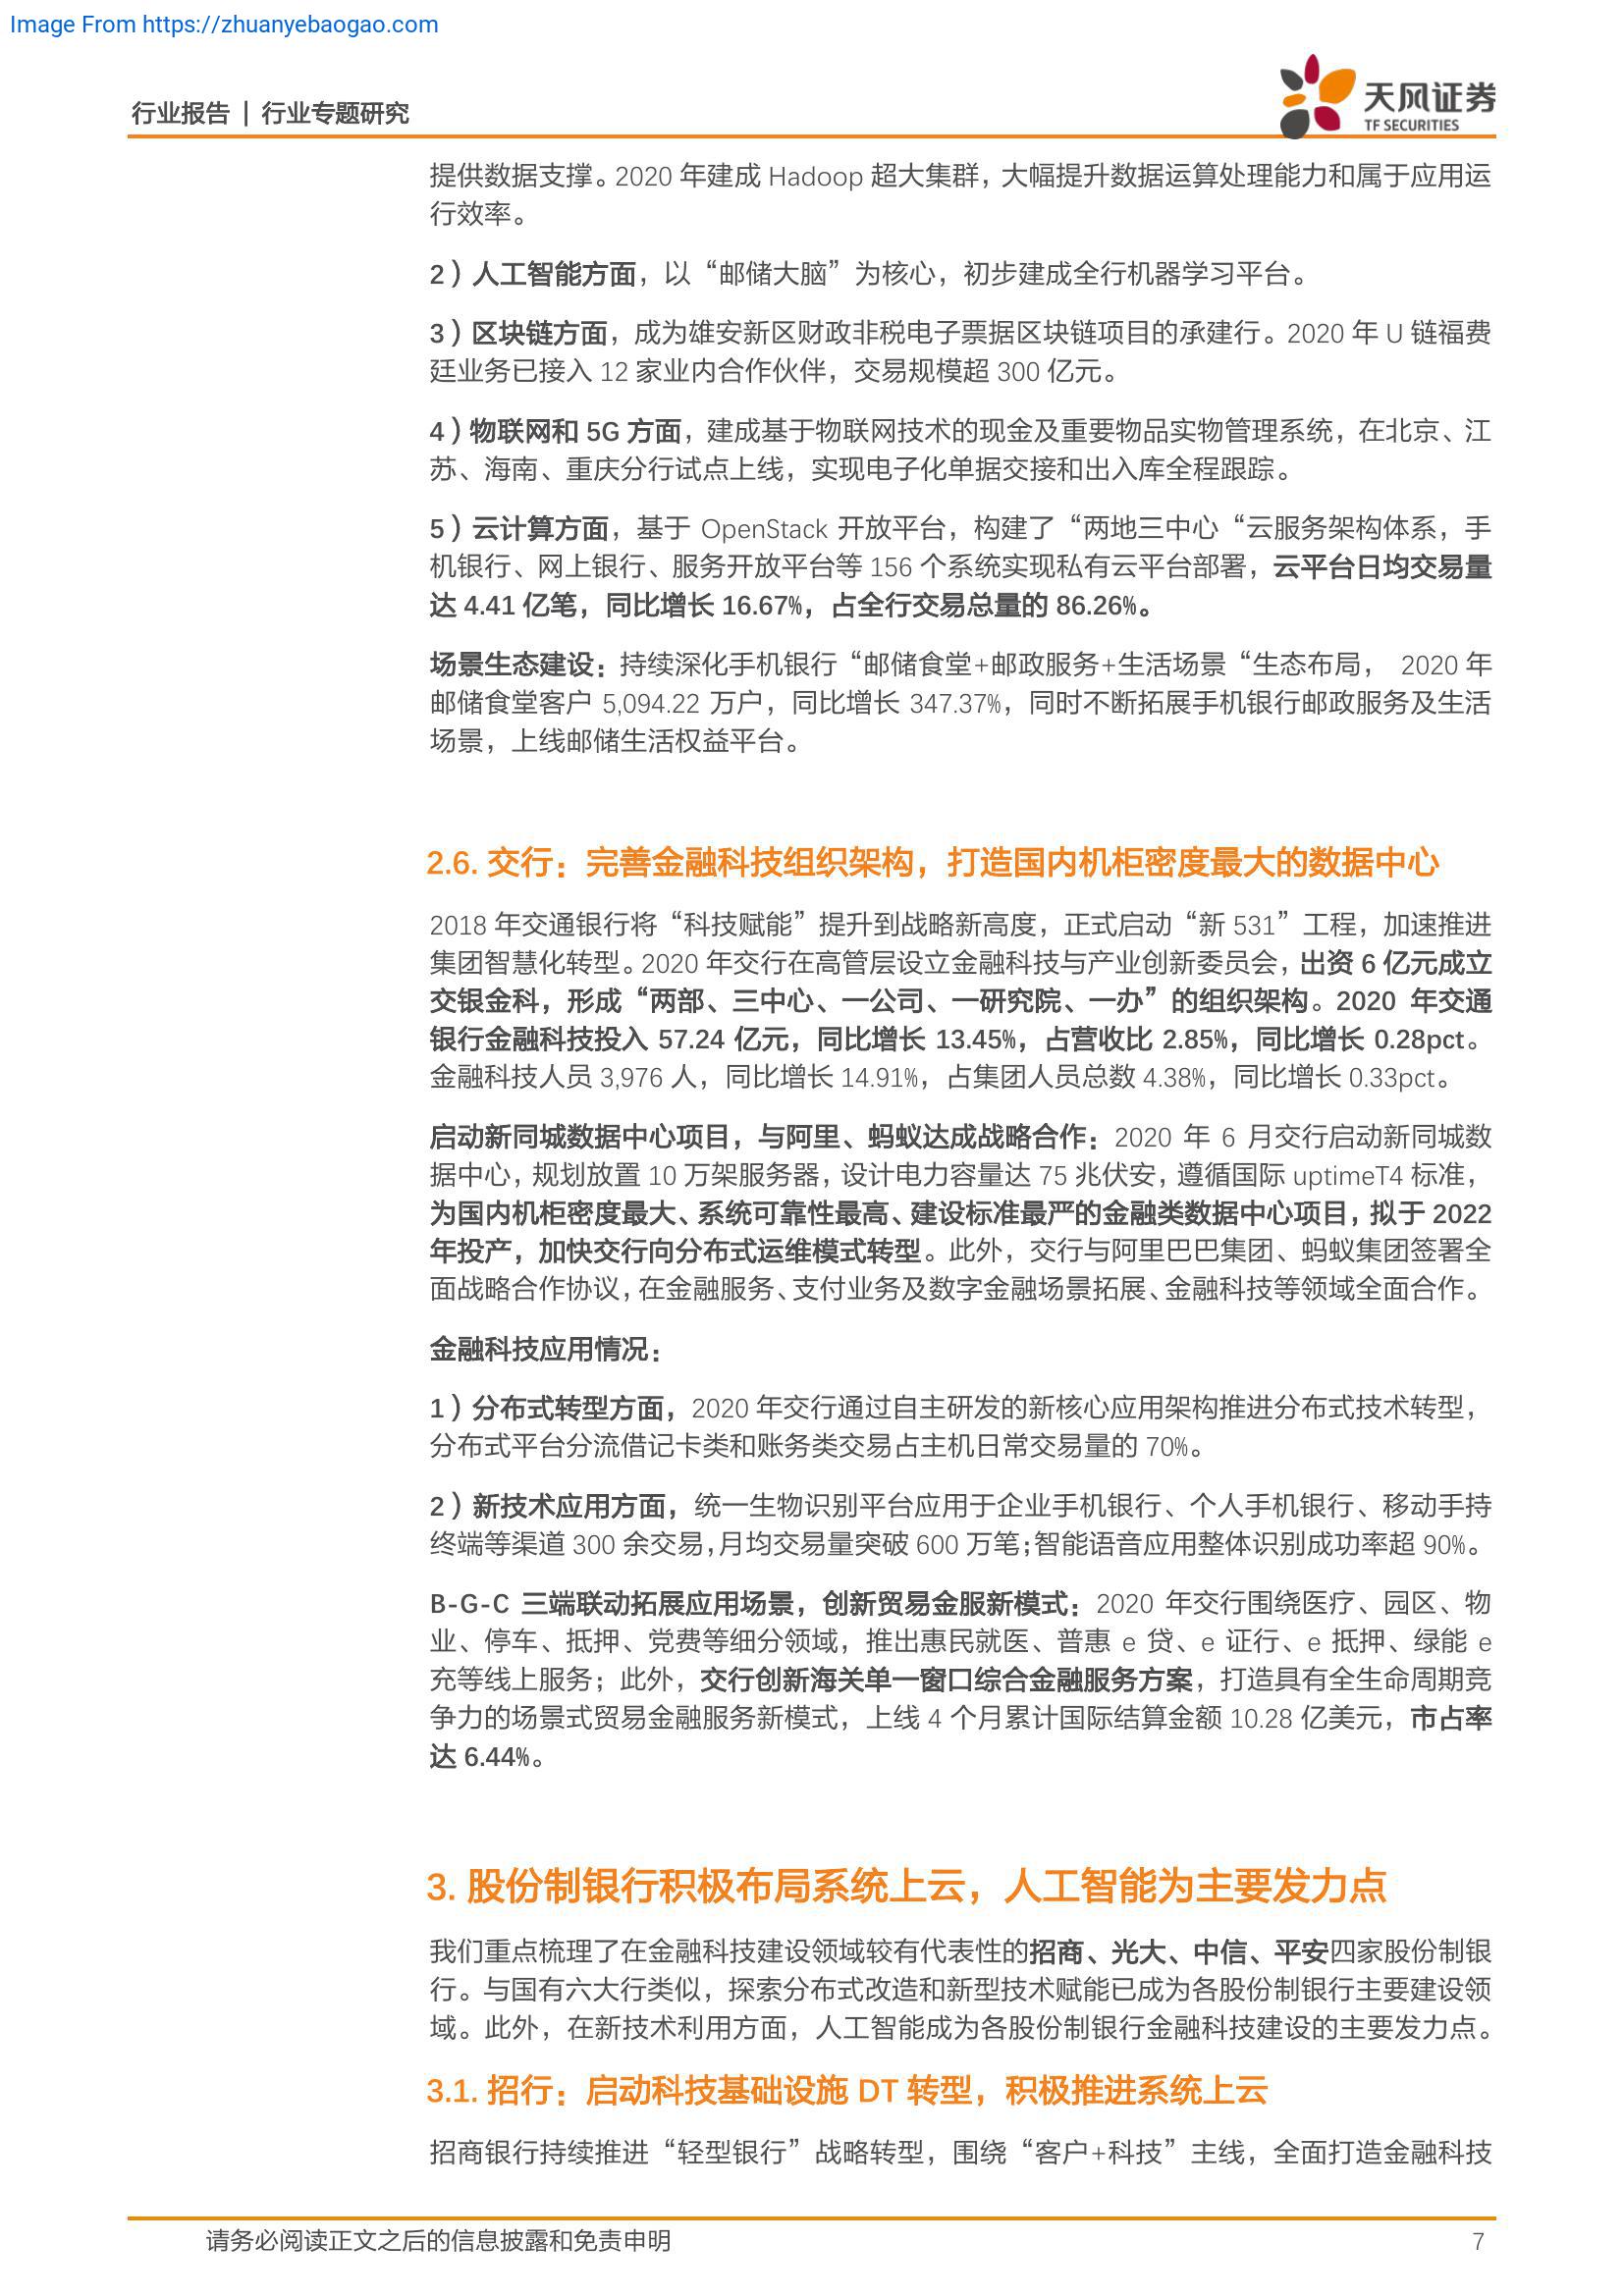 Image From https://zhuanyebaogao.com
行业报告 | 行业专题研究
天风证券
TF SECURITIES
提供数据支撑。2020 年建成 Hadoop 超大集群，大幅提升数据运算处理能力和属于应用运
行效率。
2）人工智能方面，以“邮储大脑”为核心，初步建成全行机器学习平台。
3）区块链方面，成为雄安新区财政非税电子票据区块链项目的承建行。2020 年 U 链福费
廷业务已接入 12 家业内合作伙伴，交易规模超 300 亿元。
4）物联网和 5G 方面，建成基于物联网技术的现金及重要物品实物管理系统，在北京、江
苏、海南、重庆分行试点上线，实现电子化单据交接和出入库全程跟踪。
5）云计算方面，基于 OpenStack 开放平台，构建了“两地三中心“云服务架构体系，手
机银行、网上银行、服务开放平台等 156 个系统实现私有云平台部署，云平台日均交易量
达 4.41 亿笔，同比增长 16.67%，占全行交易总量的 86.26%。
场景生态建设：持续深化手机银行“邮储食堂+邮政服务+生活场景“生态布局， 2020 年
邮储食堂客户 5,094.22 万户，同比增长 347.37%，同时不断拓展手机银行邮政服务及生活
场景，上线邮储生活权益平台。
2.6. 交行：完善金融科技组织架构，打造国内机柜密度最大的数据中心
2018 年交通银行将“科技赋能”提升到战略新高度，正式启动“新 531”工程，加速推进
集团智慧化转型。2020 年交行在高管层设立金融科技与产业创新委员会，出资 6 亿元成立
交银金科，形成“两部、三中心、一公司、一研究院、一办”的组织架构。2020 年交通
银行金融科技投入 57.24 亿元，同比增长 13.45%，占营收比 2.85%，同比增长 0.28pct。
金融科技人员 3,976 人，同比增长 14.91%，占集团人员总数 4.38%，同比增长 0.33pct。
启动新同城数据中心项目，与阿里、蚂蚁达成战略合作：2020 年 6 月交行启动新同城数
据中心，规划放置 10 万架服务器，设计电力容量达 75 兆伏安，遵循国际 uptimeT4 标准，
为国内机柜密度最大、系统可靠性最高、建设标准最严的金融类数据中心项目，拟于 2022
年投产，加快交行向分布式运维模式转型。此外，交行与阿里巴巴集团、蚂蚁集团签署全
面战略合作协议，在金融服务、支付业务及数字金融场景拓展、金融科技等领域全面合作。
金融科技应用情况：
1）分布式转型方面，2020 年交行通过自主研发的新核心应用架构推进分布式技术转型，
分布式平台分流借记卡类和账务类交易占主机日常交易量的 70%。
2）新技术应用方面，统一生物识别平台应用于企业手机银行、个人手机银行、移动手持
终端等渠道 300 余交易，月均交易量突破 600 万笔；智能语音应用整体识别成功率超 90%。
B-G-C 三端联动拓展应用场景，创新贸易金服新模式：2020 年交行围绕医疗、园区、物
业、停车、抵押、党费等细分领域，推出惠民就医、普惠 e 贷、e 证行、e 抵押、绿能 e
充等线上服务；此外，交行创新海关单一窗口综合金融服务方案，打造具有全生命周期竞
争力的场景式贸易金融服务新模式，上线 4 个月累计国际结算金额 10.28 亿美元，市占率
达 6.44%。
3. 股份制银行积极布局系统上云，人工智能为主要发力点
我们重点梳理了在金融科技建设领域较有代表性的招商、光大、中信、平安四家股份制银
行。与国有六大行类似，探索分布式改造和新型技术赋能已成为各股份制银行主要建设领
域。此外，在新技术利用方面，人工智能成为各股份制银行金融科技建设的主要发力点。
3.1. 招行：启动科技基础设施 DT 转型，积极推进系统上云
招商银行持续推进“轻型银行”战略转型，围绕“客户+科技”主线，全面打造金融科技
请务必阅读正文之后的信息披露和免责申明
7